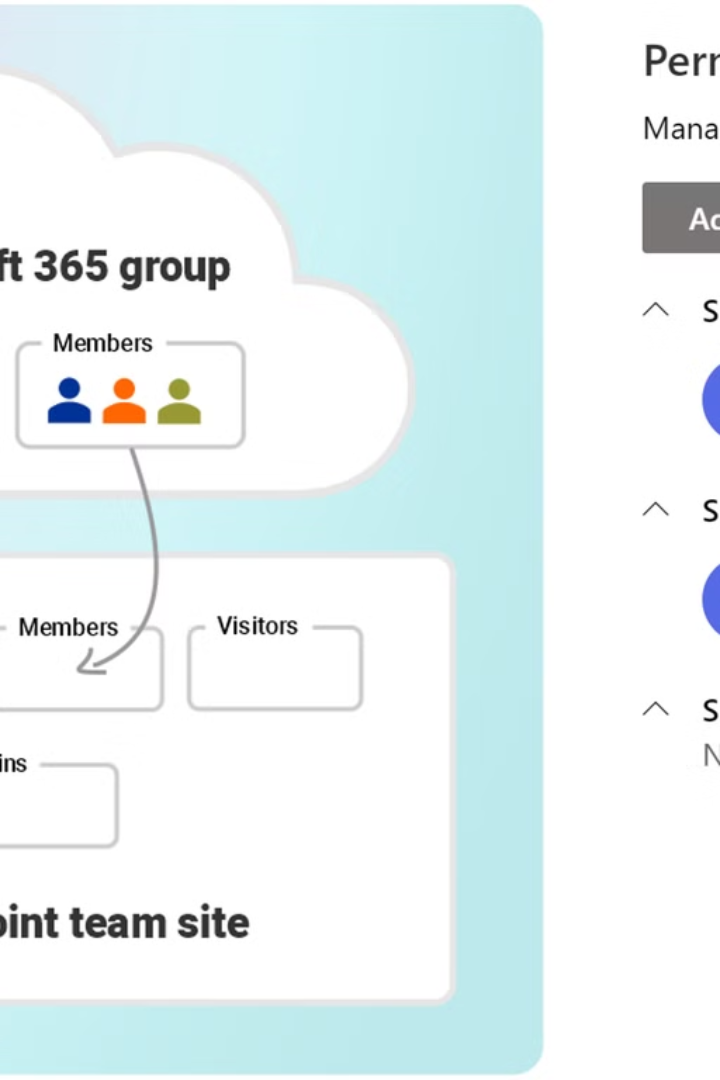 ft 365 group
Members
Members
Visitors
ins
oint team site
Perr
Mana
Ac
S
S
S
N